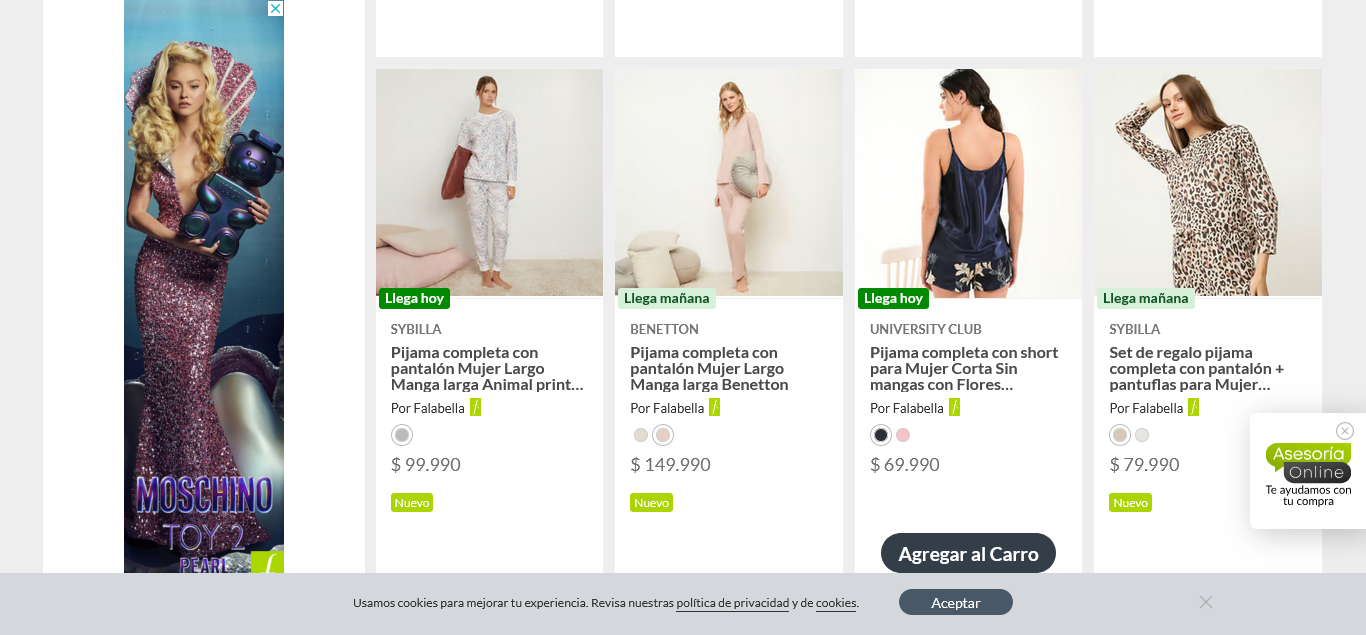 MOSCHINO
TOY 2
PEARL
f
Llega hoy
SYBILLA
Pijama completa con
pantalón Mujer Largo
Manga larga Animal print...
Por Falabella f.
$ 99.990
Nuevo
Llega mañana
BENETTON
Pijama completa con
pantalón Mujer Largo
Manga larga Benetton
Por Falabella f.
$ 149.990
Nuevo
Llega hoy
UNIVERSITY CLUB
Pijama completa con short
para Mujer Corta Sin
mangas con Flores...
Por Falabella f.
$ 69.990
Agregar al Carro
Llega mañana
SYBILLA
Set de regalo pijama
completa con pantalón +
pantuflas para Mujer...
Por Falabella f.
$ 79.990
Nuevo
Asesoría
Online
Te ayudamos con
tu compra
Usamos cookies para mejorar tu experiencia. Revisa nuestras política de privacidad y de cookies.
Aceptar